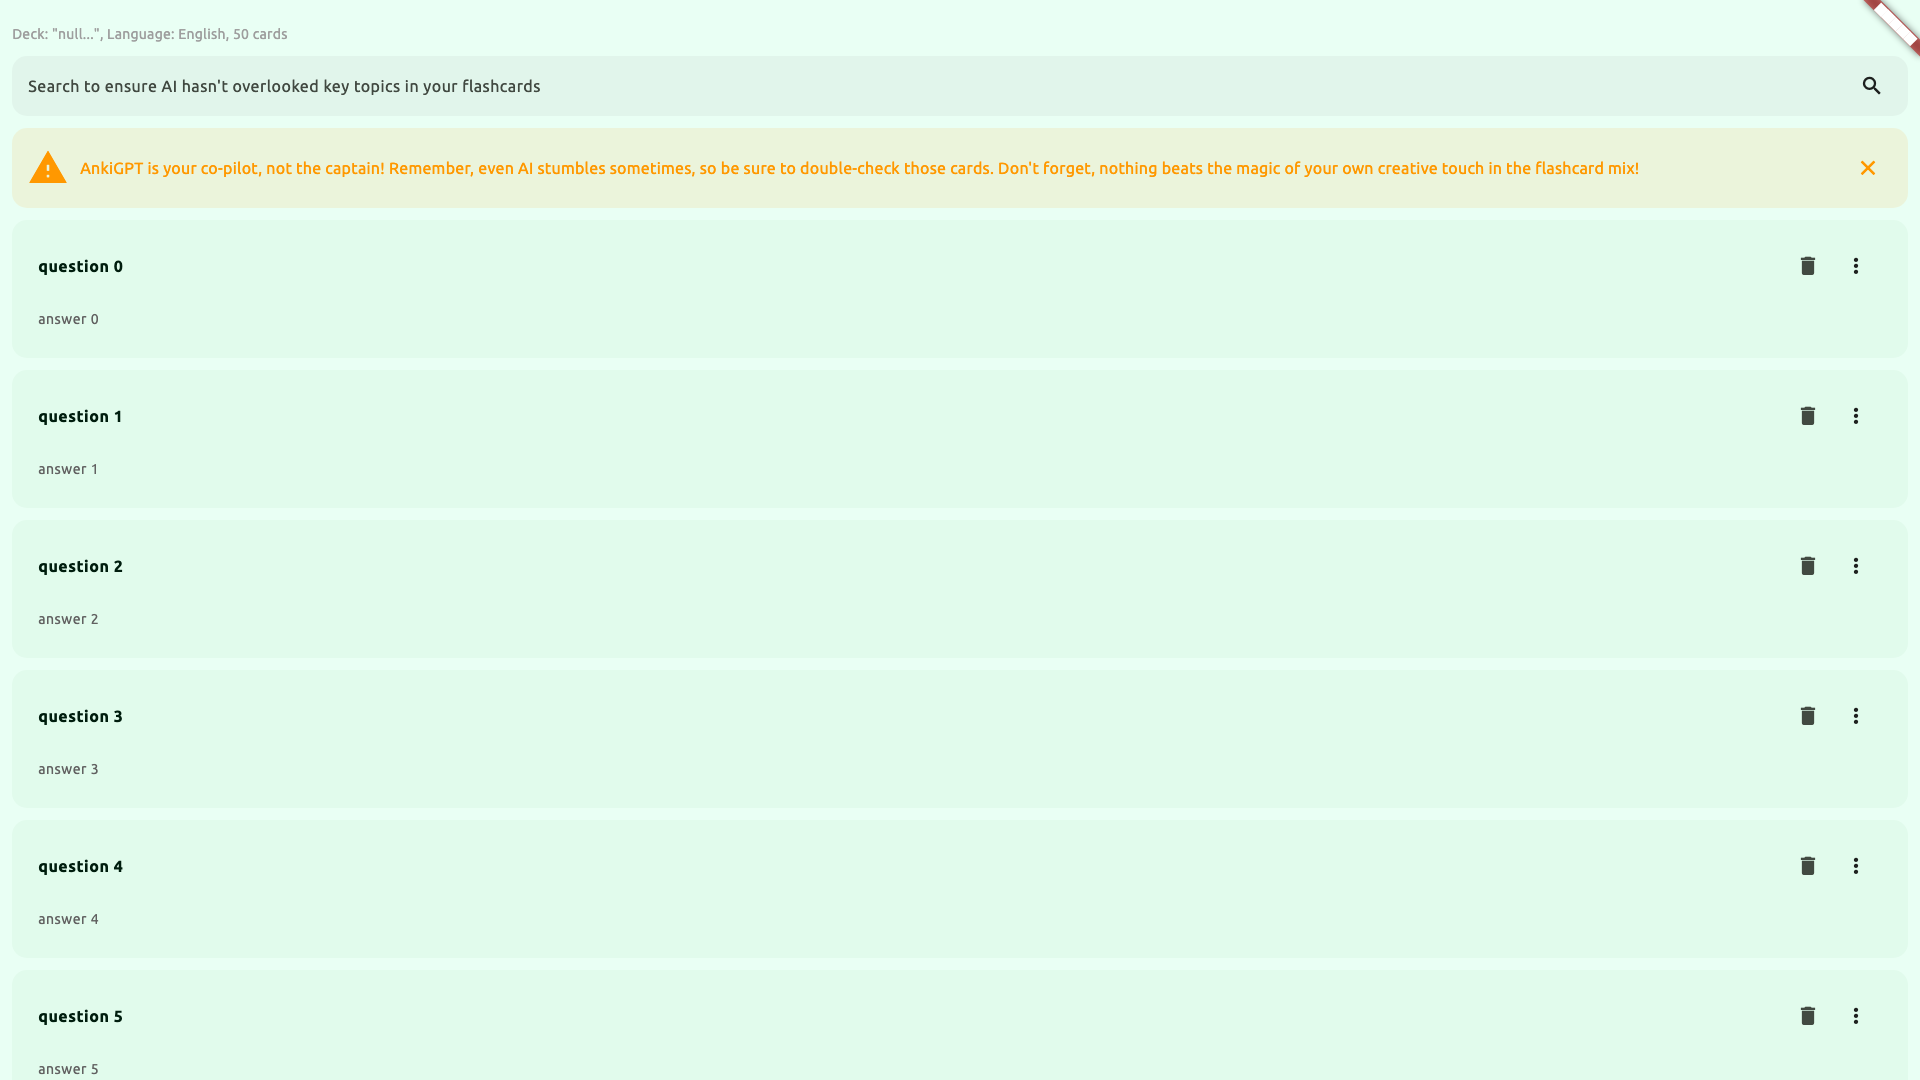 Deck: "null...", Language: English, 50 cards
Search to ensure AI hasn't overlooked key topics in your flashcards
AnkiGPT is your co-pilot, not the captain! Remember, even AI stumbles sometimes, so be sure to double-check those cards. Don't forget, nothing beats the magic of your own creative touch in the flashcard mix!
question 0
answer 0
question 1
answer 1
question 2
answer 2
question 3
answer 3
question 4
answer 4
question 5
answer 5